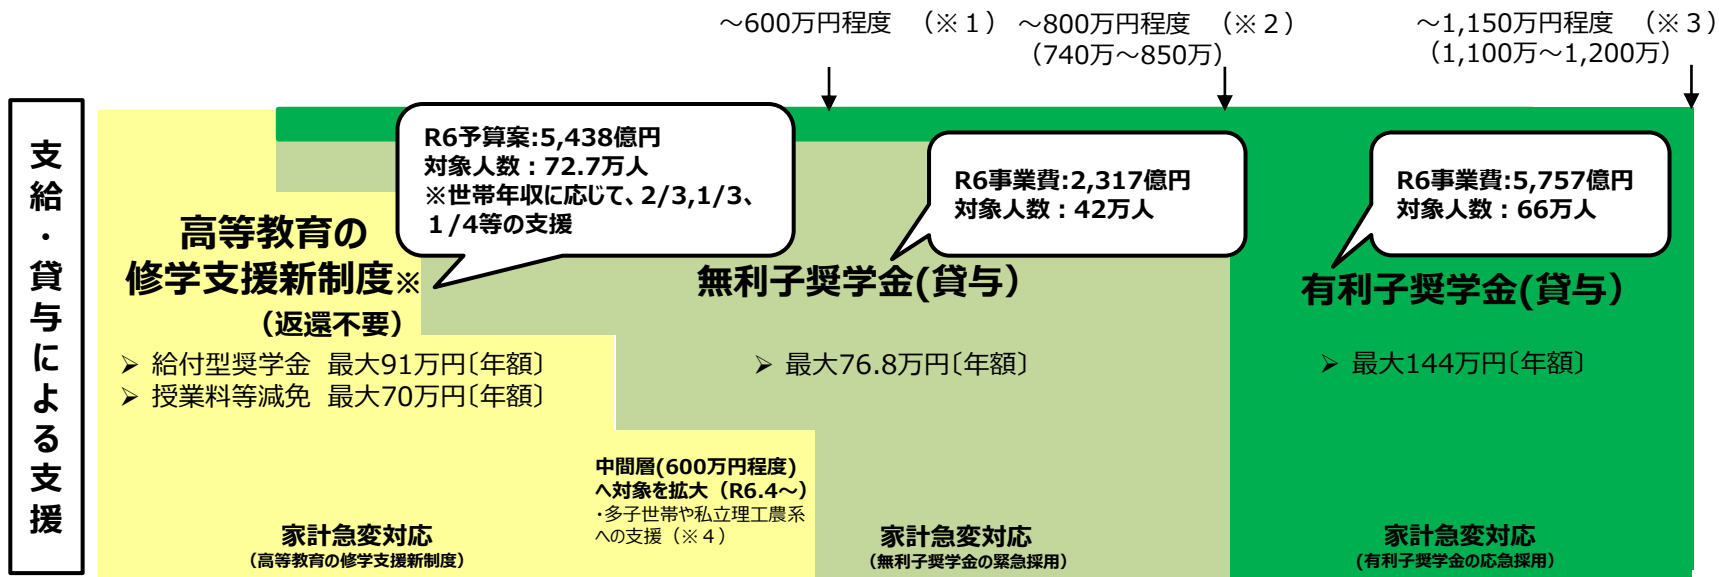 ～600万円程度 （※１）
～800万円程度 （※２）
（740万～850万）
～1,150万円程度 （※３）
（1,100万～1,200万）
支給・貸与による支援
R6予算案:5,438億円
対象人数：72.7万人
※世帯年収に応じて、2/3,1/3、
１/4等の支援
高等教育の
修学支援新制度※
（返還不要）
➢ 給付型奨学金 最大91万円〔年額〕
➢ 授業料等減免 最大70万円〔年額〕
中間層(600万円程度)
へ対象を拡大（R6.4～）
・多子世帯や私立理工農系
への支援（※４）
家計急変対応
（高等教育の修学支援新制度）
R6事業費:2,317億円
対象人数：42万人
無利子奨学金(貸与）
➢ 最大76.8万円〔年額〕
家計急変対応
（無利子奨学金の緊急採用）
R6事業費:5,757億円
対象人数：66万人
有利子奨学金(貸与）
➢ 最大144万円〔年額〕
家計急変対応
（有利子奨学金の応急採用）